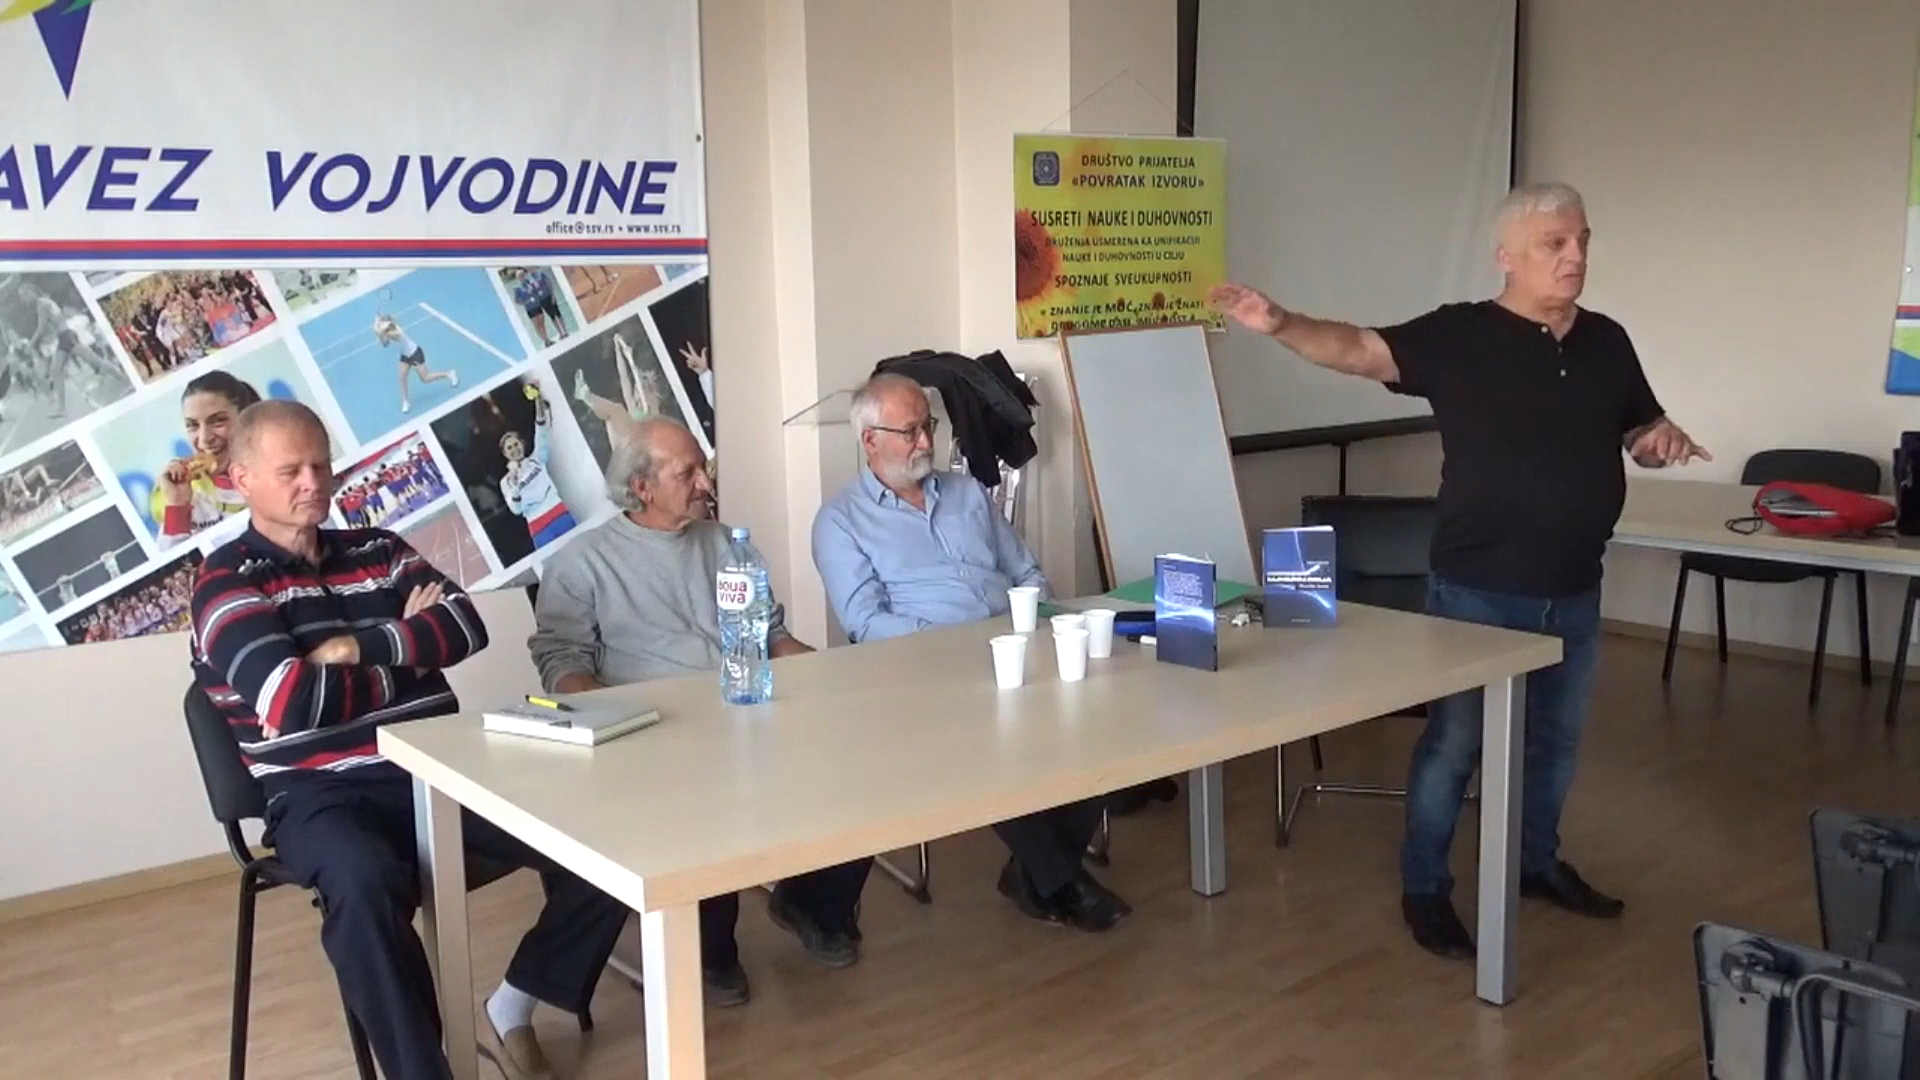 AVEZ VOJVODINE
office@ssv.rs • www.ssv.rs
DRUŠTVO PRIJATELJA
«POVRATAK IZVORU»
SUSRETI NAUKE I DUHOVNOSTI
DRUŽENJA USMERENA KA UNIFIKACIJI
NAUKE I DUHOVNOSTI U CILJU
SPOZNAJE SVEUKUPNOSTI
« ZNANJE JE MOĆ, ZNANJE ZNATI
aqua
viva